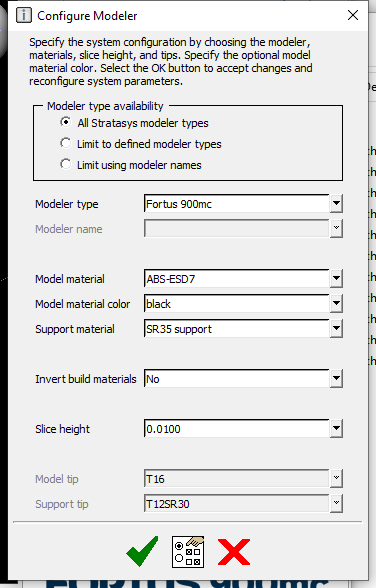 Configure Modeler
Specify the system configuration by choosing the modeler,
materials, slice height, and tips. Specify the optional model
material color. Select the OK button to accept changes and
reconfigure system parameters.
Modeler type availability
All Stratasys modeler types
Limit to defined modeler types
Limit using modeler names
Modeler type Fortus 900mc
Modeler name
Model material ABS-ESD7
Model material color black
Support material SR35 support
Invert build materials No
Slice height 0.0100
Model tip T16
Support tip T12SR30
FORTUS 900mc